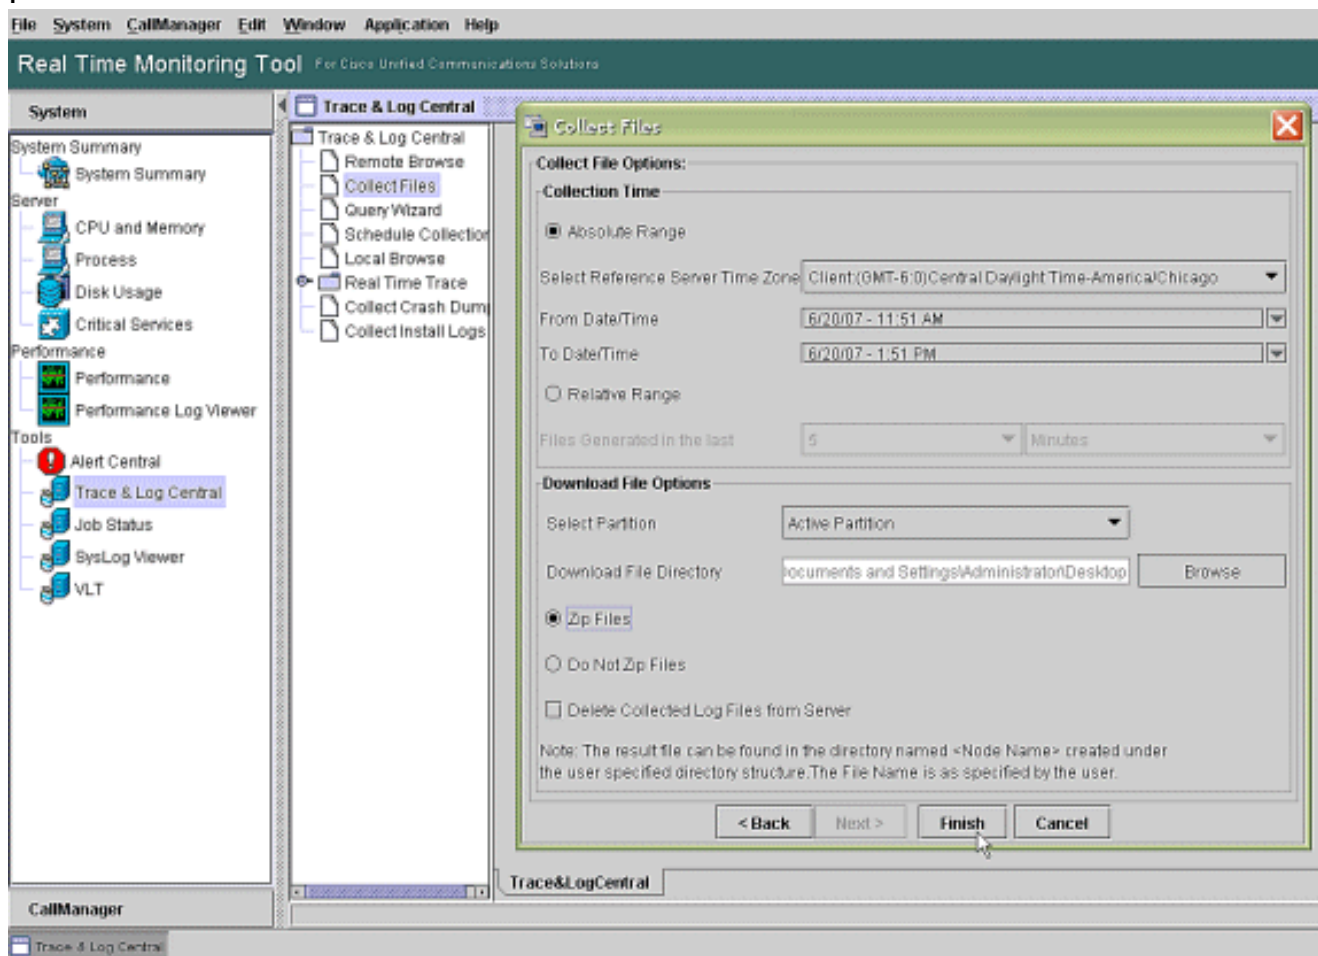 File System CallManager Edit Window Application Help
Real Time Monitoring Tool For Cisco Unified Communications Solutions
System
System Summary
System Summary
Server
CPU and Memory
Process
Disk Usage
Critical Services
Performance
Performance
Performance Log Viewer
Tools
Alert Central
Trace & Log Central
Job Status
SysLog Viewer
VLT
CallManager
Trace & Log Central
Trace & Log Central
Trace & Log Central
Remote Browse
Collect Files
Query Wizard
Schedule Collection
Local Browse
Real Time Trace
Collect Crash Dump
Collect Install Logs
Collect Files
Collect File Options:
Collection Time
Absolute Range
Select Reference Server Time Zone Client:(GMT-6:0)Central Daylight Time-America/Chicago
From Date/Time 6/20/07 - 11:51 AM
To Date/Time 6/20/07 - 1:51 PM
Relative Range
Files Generated in the last 5 Minutes
Download File Options
Select Partition Active Partition
Download File Directory ocuments and Settings\Administrator\Desktop Browse
Zip Files
Do Not Zip Files
Delete Collected Log Files from Server
Note: The result file can be found in the directory named <Node Name> created under
the user specified directory structure.The File Name is as specified by the user.
< Back Next > Finish Cancel
Trace&LogCentral